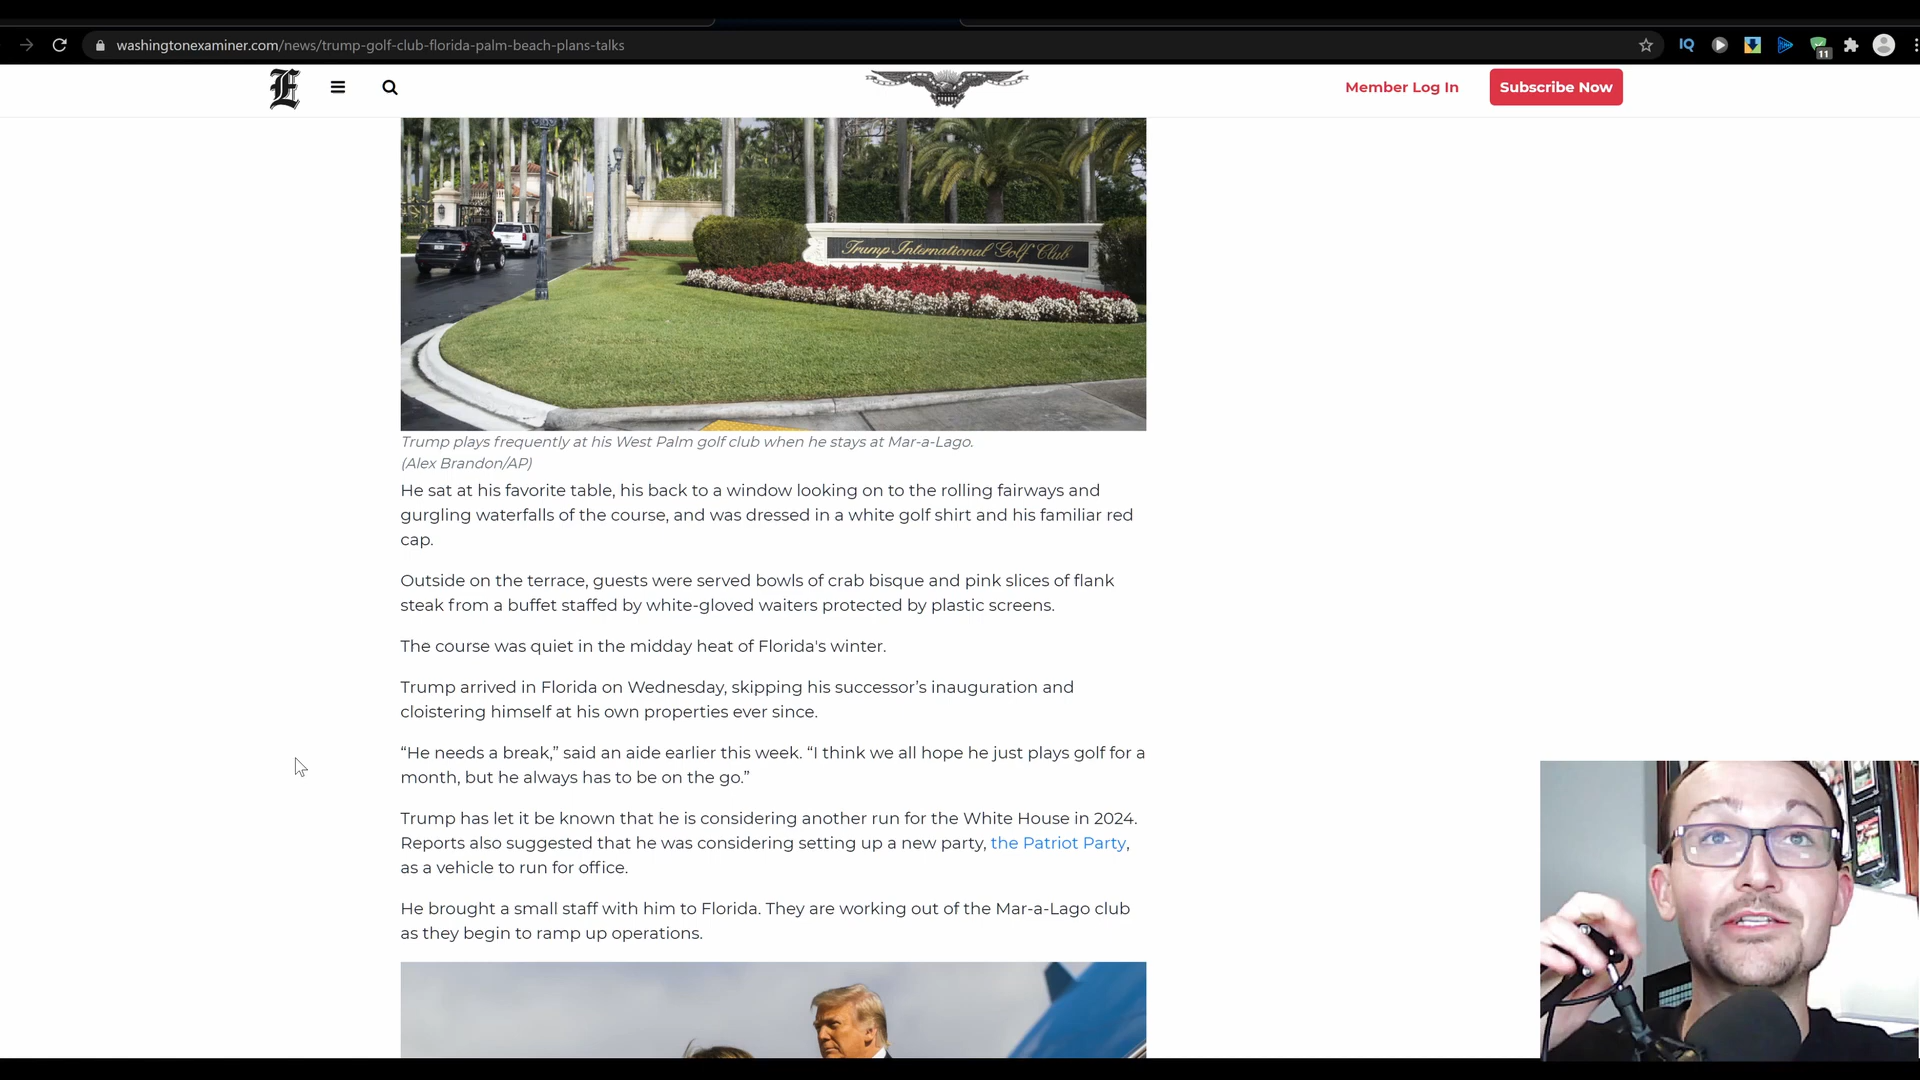 washingtonexaminer.com/news/trump-golf-club-florida-palm-beach-plans-talks
IQ
11
E
Member Log In
Subscribe Now
Trump International Golf Club
Trump plays frequently at his West Palm golf club when he stays at Mar-a-Lago.
(Alex Brandon/AP)
He sat at his favorite table, his back to a window looking on to the rolling fairways and
gurgling waterfalls of the course, and was dressed in a white golf shirt and his familiar red
cap.
Outside on the terrace, guests were served bowls of crab bisque and pink slices of flank
steak from a buffet staffed by white-gloved waiters protected by plastic screens.
The course was quiet in the midday heat of Florida's winter.
Trump arrived in Florida on Wednesday, skipping his successor’s inauguration and
cloistering himself at his own properties ever since.
“He needs a break,” said an aide earlier this week. “I think we all hope he just plays golf for a
month, but he always has to be on the go.”
Trump has let it be known that he is considering another run for the White House in 2024.
Reports also suggested that he was considering setting up a new party, the Patriot Party,
as a vehicle to run for office.
He brought a small staff with him to Florida. They are working out of the Mar-a-Lago club
as they begin to ramp up operations.